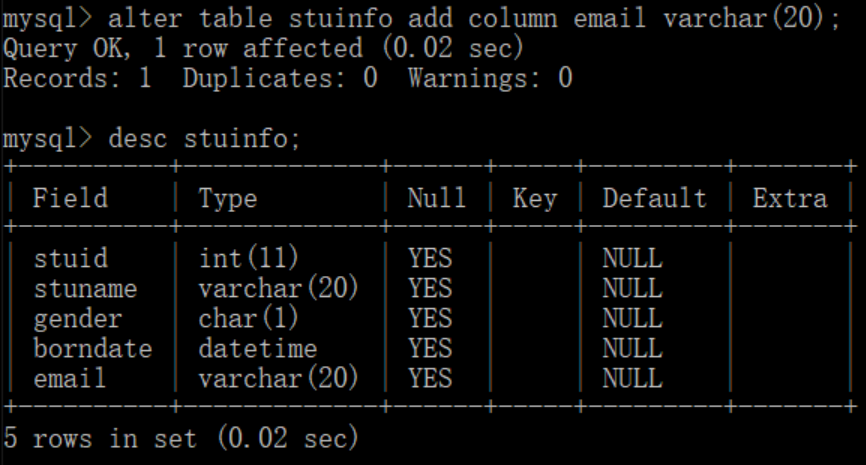 mysql> alter table stuinfo add column email varchar(20);
Query OK, 1 row affected (0.02 sec)
Records: 1  Duplicates: 0  Warnings: 0
mysql> desc stuinfo;
+----------+-------------+------+-----+---------+-------+
| Field    | Type        | Null | Key | Default | Extra |
+----------+-------------+------+-----+---------+-------+
| stuid    | int(11)     | YES  |     | NULL    |       |
| stuname  | varchar(20) | YES  |     | NULL    |       |
| gender   | char(1)     | YES  |     | NULL    |       |
| borndate | datetime    | YES  |     | NULL    |       |
| email    | varchar(20) | YES  |     | NULL    |       |
+----------+-------------+------+-----+---------+-------+
5 rows in set (0.02 sec)